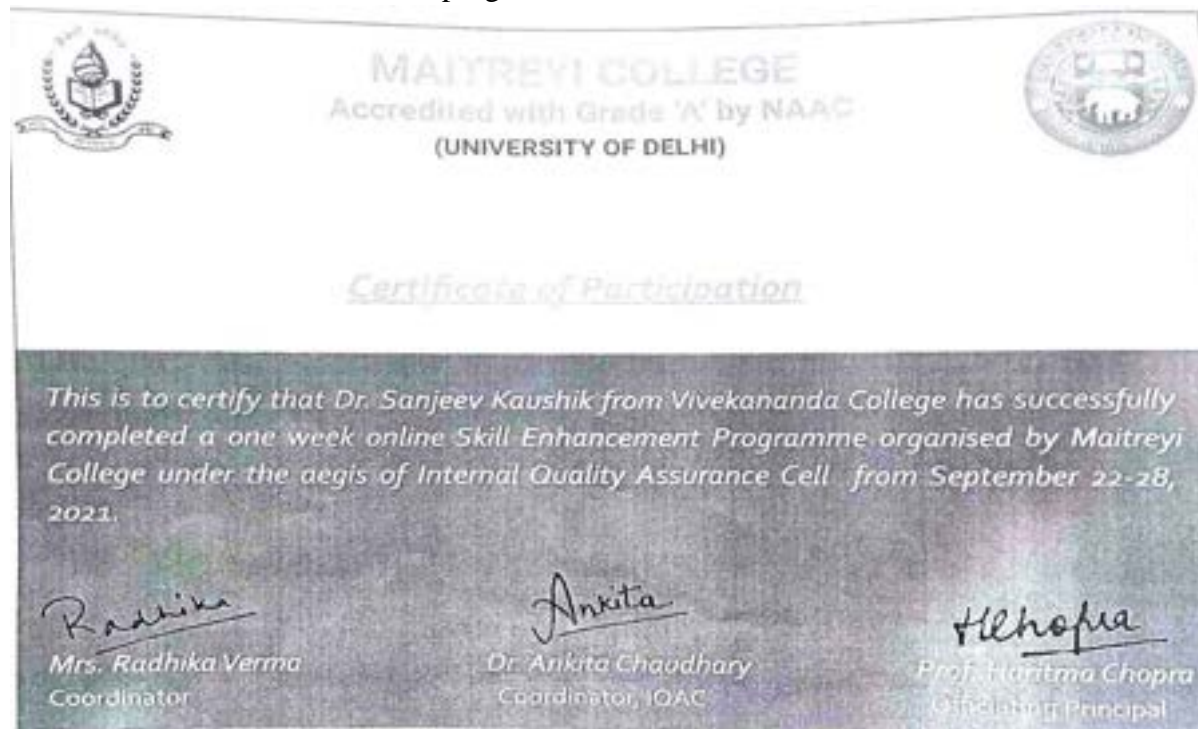 MAITREYI COLLEGE
Accredited with Grade 'A' by NAAC
(UNIVERSITY OF DELHI)
Certificate of Participation
This is to certify that Dr. Sanjeev Kaushik from Vivekananda College has successfully
completed a one week online Skill Enhancement Programme organised by Maitreyi
College under the aegis of Internal Quality Assurance Cell from September 22-28,
2021.
Radhika Ankita HChopra
Mrs. Radhika Verma Dr. Ankita Chaudhary Prof. Haritma Chopra
Coordinator Coordinator, IQAC Officiating Principal